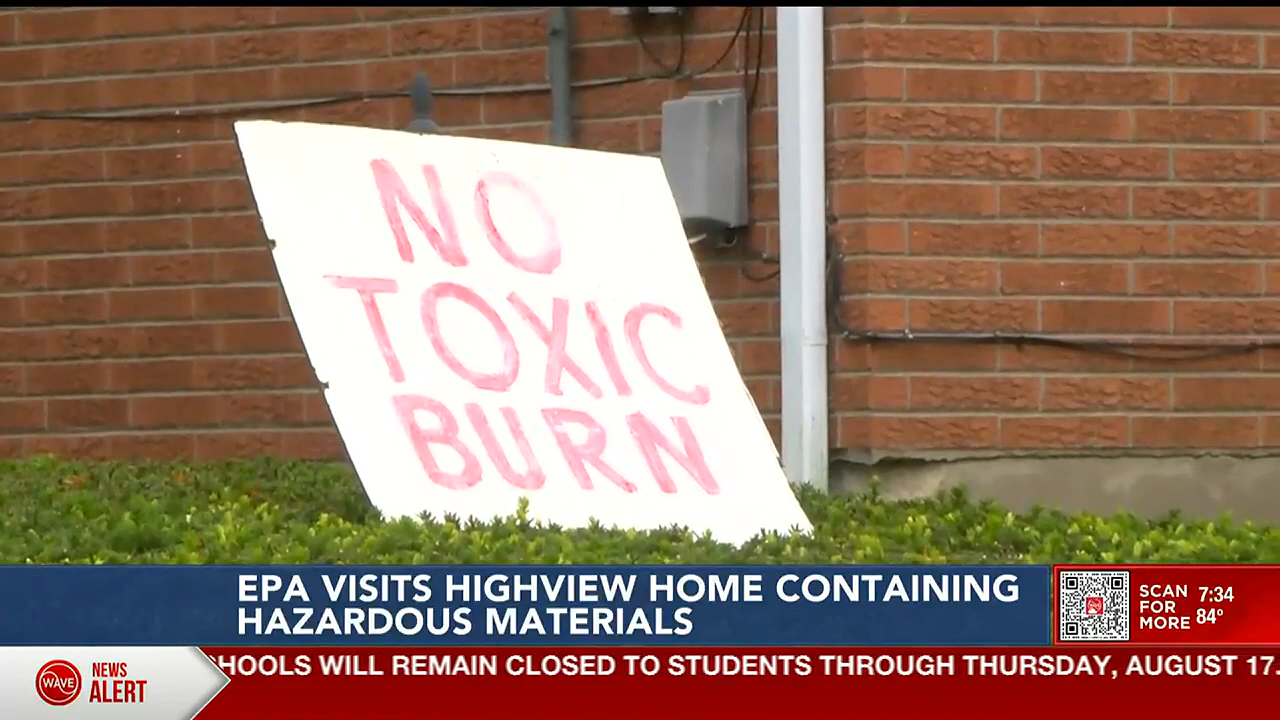 NO
TOXIC
BURN
EPA VISITS HIGHVIEW HOME CONTAINING
HAZARDOUS MATERIALS
SCAN
FOR
MORE
7:34
84°
WAVE
NEWS
ALERT
HOOLS WILL REMAIN CLOSED TO STUDENTS THROUGH THURSDAY, AUGUST 17.